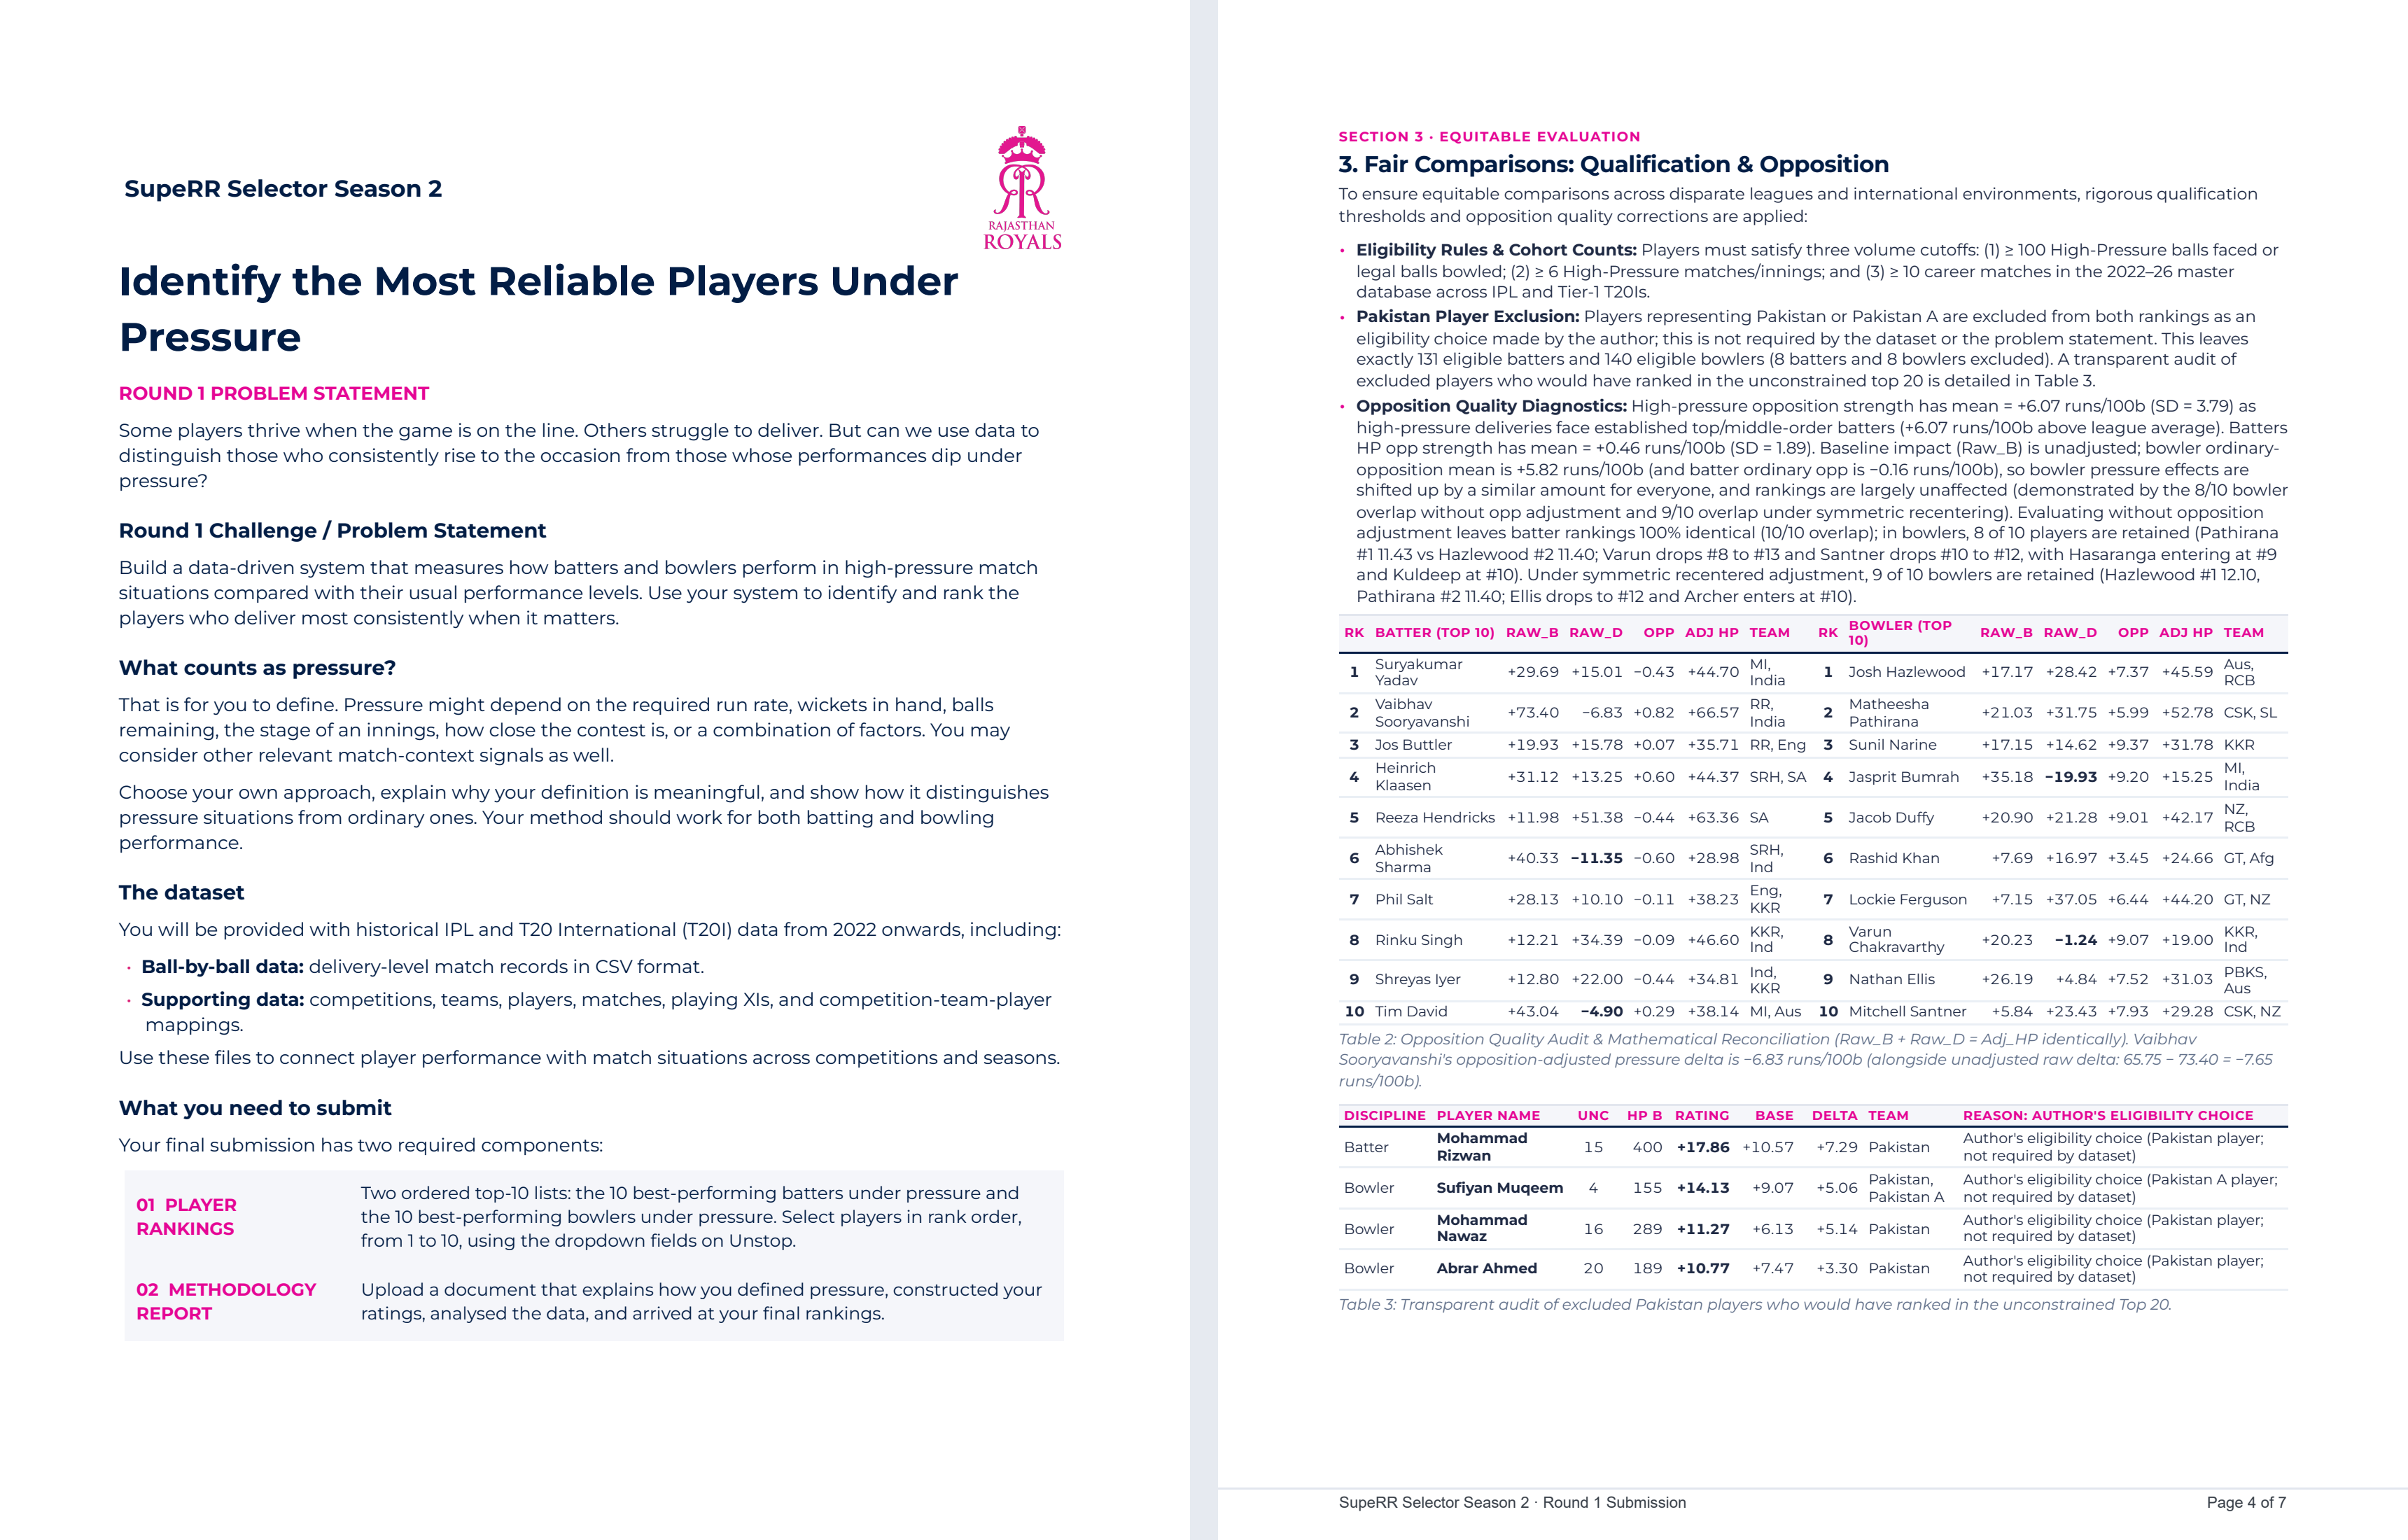 SupeRR Selector Season 2
RAJASTHAN
ROYALS
Identify the Most Reliable Players Under
Pressure
ROUND 1 PROBLEM STATEMENT
Some players thrive when the game is on the line. Others struggle to deliver. But can we use data to
distinguish those who consistently rise to the occasion from those whose performances dip under
pressure?
Round 1 Challenge / Problem Statement
Build a data-driven system that measures how batters and bowlers perform in high-pressure match
situations compared with their usual performance levels. Use your system to identify and rank the
players who deliver most consistently when it matters.
What counts as pressure?
That is for you to define. Pressure might depend on the required run rate, wickets in hand, balls
remaining, the stage of an innings, how close the contest is, or a combination of factors. You may
consider other relevant match-context signals as well.
Choose your own approach, explain why your definition is meaningful, and show how it distinguishes
pressure situations from ordinary ones. Your method should work for both batting and bowling
performance.
The dataset
You will be provided with historical IPL and T20 International (T20I) data from 2022 onwards, including:
· Ball-by-ball data: delivery-level match records in CSV format.
· Supporting data: competitions, teams, players, matches, playing XIs, and competition-team-player
mappings.
Use these files to connect player performance with match situations across competitions and seasons.
What you need to submit
Your final submission has two required components:
01 PLAYER
RANKINGS
Two ordered top-10 lists: the 10 best-performing batters under pressure and
the 10 best-performing bowlers under pressure. Select players in rank order,
from 1 to 10, using the dropdown fields on Unstop.
02 METHODOLOGY
REPORT
Upload a document that explains how you defined pressure, constructed your
ratings, analysed the data, and arrived at your final rankings.
SECTION 3 · EQUITABLE EVALUATION
3. Fair Comparisons: Qualification & Opposition
To ensure equitable comparisons across disparate leagues and international environments, rigorous qualification
thresholds and opposition quality corrections are applied:
• Eligibility Rules & Cohort Counts: Players must satisfy three volume cutoffs: (1) ≥ 100 High-Pressure balls faced or
legal balls bowled; (2) ≥ 6 High-Pressure matches/innings; and (3) ≥ 10 career matches in the 2022–26 master
database across IPL and Tier-1 T20Is.
• Pakistan Player Exclusion: Players representing Pakistan or Pakistan A are excluded from both rankings as an
eligibility choice made by the author; this is not required by the dataset or the problem statement. This leaves
exactly 131 eligible batters and 140 eligible bowlers (8 batters and 8 bowlers excluded). A transparent audit of
excluded players who would have ranked in the unconstrained top 20 is detailed in Table 3.
• Opposition Quality Diagnostics: High-pressure opposition strength has mean = +6.07 runs/100b (SD = 3.79) as
high-pressure deliveries face established top/middle-order batters (+6.07 runs/100b above league average). Batters
HP opp strength has mean = +0.46 runs/100b (SD = 1.89). Baseline impact (Raw_B) is unadjusted; bowler ordinary-
opposition mean is +5.82 runs/100b (and batter ordinary opp is −0.16 runs/100b), so bowler pressure effects are
shifted up by a similar amount for everyone, and rankings are largely unaffected (demonstrated by the 8/10 bowler
overlap without opp adjustment and 9/10 overlap under symmetric recentering). Evaluating without opposition
adjustment leaves batter rankings 100% identical (10/10 overlap); in bowlers, 8 of 10 players are retained (Pathirana
#1 11.43 vs Hazlewood #2 11.40; Varun drops #8 to #13 and Santner drops #10 to #12, with Hasaranga entering at #9
and Kuldeep at #10). Under symmetric recentered adjustment, 9 of 10 bowlers are retained (Hazlewood #1 12.10,
Pathirana #2 11.40; Ellis drops to #12 and Archer enters at #10).
RK BATTER (TOP 10) RAW_B RAW_D OPP ADJ HP TEAM RK BOWLER (TOP 10) RAW_B RAW_D OPP ADJ HP TEAM
1 Suryakumar Yadav +29.69 +15.01 −0.43 +44.70 MI, India 1 Josh Hazlewood +17.17 +28.42 +7.37 +45.59 Aus, RCB
2 Vaibhav Sooryavanshi +73.40 −6.83 +0.82 +66.57 RR, India 2 Matheesha Pathirana +21.03 +31.75 +5.99 +52.78 CSK, SL
3 Jos Buttler +19.93 +15.78 +0.07 +35.71 RR, Eng 3 Sunil Narine +17.15 +14.62 +9.37 +31.78 KKR
4 Heinrich Klaasen +31.12 +13.25 +0.60 +44.37 SRH, SA 4 Jasprit Bumrah +35.18 −19.93 +9.20 +15.25 MI, India
5 Reeza Hendricks +11.98 +51.38 −0.44 +63.36 SA 5 Jacob Duffy +20.90 +21.28 +9.01 +42.17 NZ, RCB
6 Abhishek Sharma +40.33 −11.35 −0.60 +28.98 SRH, Ind 6 Rashid Khan +7.69 +16.97 +3.45 +24.66 GT, Afg
7 Phil Salt +28.13 +10.10 −0.11 +38.23 Eng, KKR 7 Lockie Ferguson +7.15 +37.05 +6.44 +44.20 GT, NZ
8 Rinku Singh +12.21 +34.39 −0.09 +46.60 KKR, Ind 8 Varun Chakravarthy +20.23 −1.24 +9.07 +19.00 KKR, Ind
9 Shreyas Iyer +12.80 +22.00 −0.44 +34.81 Ind, KKR 9 Nathan Ellis +26.19 +4.84 +7.52 +31.03 PBKS, Aus
10 Tim David +43.04 −4.90 +0.29 +38.14 MI, Aus 10 Mitchell Santner +5.84 +23.43 +7.93 +29.28 CSK, NZ
Table 2: Opposition Quality Audit & Mathematical Reconciliation (Raw_B + Raw_D = Adj_HP identically). Vaibhav
Sooryavanshi's opposition-adjusted pressure delta is −6.83 runs/100b (alongside unadjusted raw delta: 65.75 − 73.40 = −7.65
runs/100b).
DISCIPLINE PLAYER NAME UNC HP B RATING BASE DELTA TEAM REASON: AUTHOR'S ELIGIBILITY CHOICE
Batter Mohammad Rizwan 15 400 +17.86 +10.57 +7.29 Pakistan Author's eligibility choice (Pakistan player; not required by dataset)
Bowler Sufiyan Muqeem 4 155 +14.13 +9.07 +5.06 Pakistan, Pakistan A Author's eligibility choice (Pakistan A player; not required by dataset)
Bowler Mohammad Nawaz 16 289 +11.27 +6.13 +5.14 Pakistan Author's eligibility choice (Pakistan player; not required by dataset)
Bowler Abrar Ahmed 20 189 +10.77 +7.47 +3.30 Pakistan Author's eligibility choice (Pakistan player; not required by dataset)
Table 3: Transparent audit of excluded Pakistan players who would have ranked in the unconstrained Top 20.
SupeRR Selector Season 2 · Round 1 Submission
Page 4 of 7